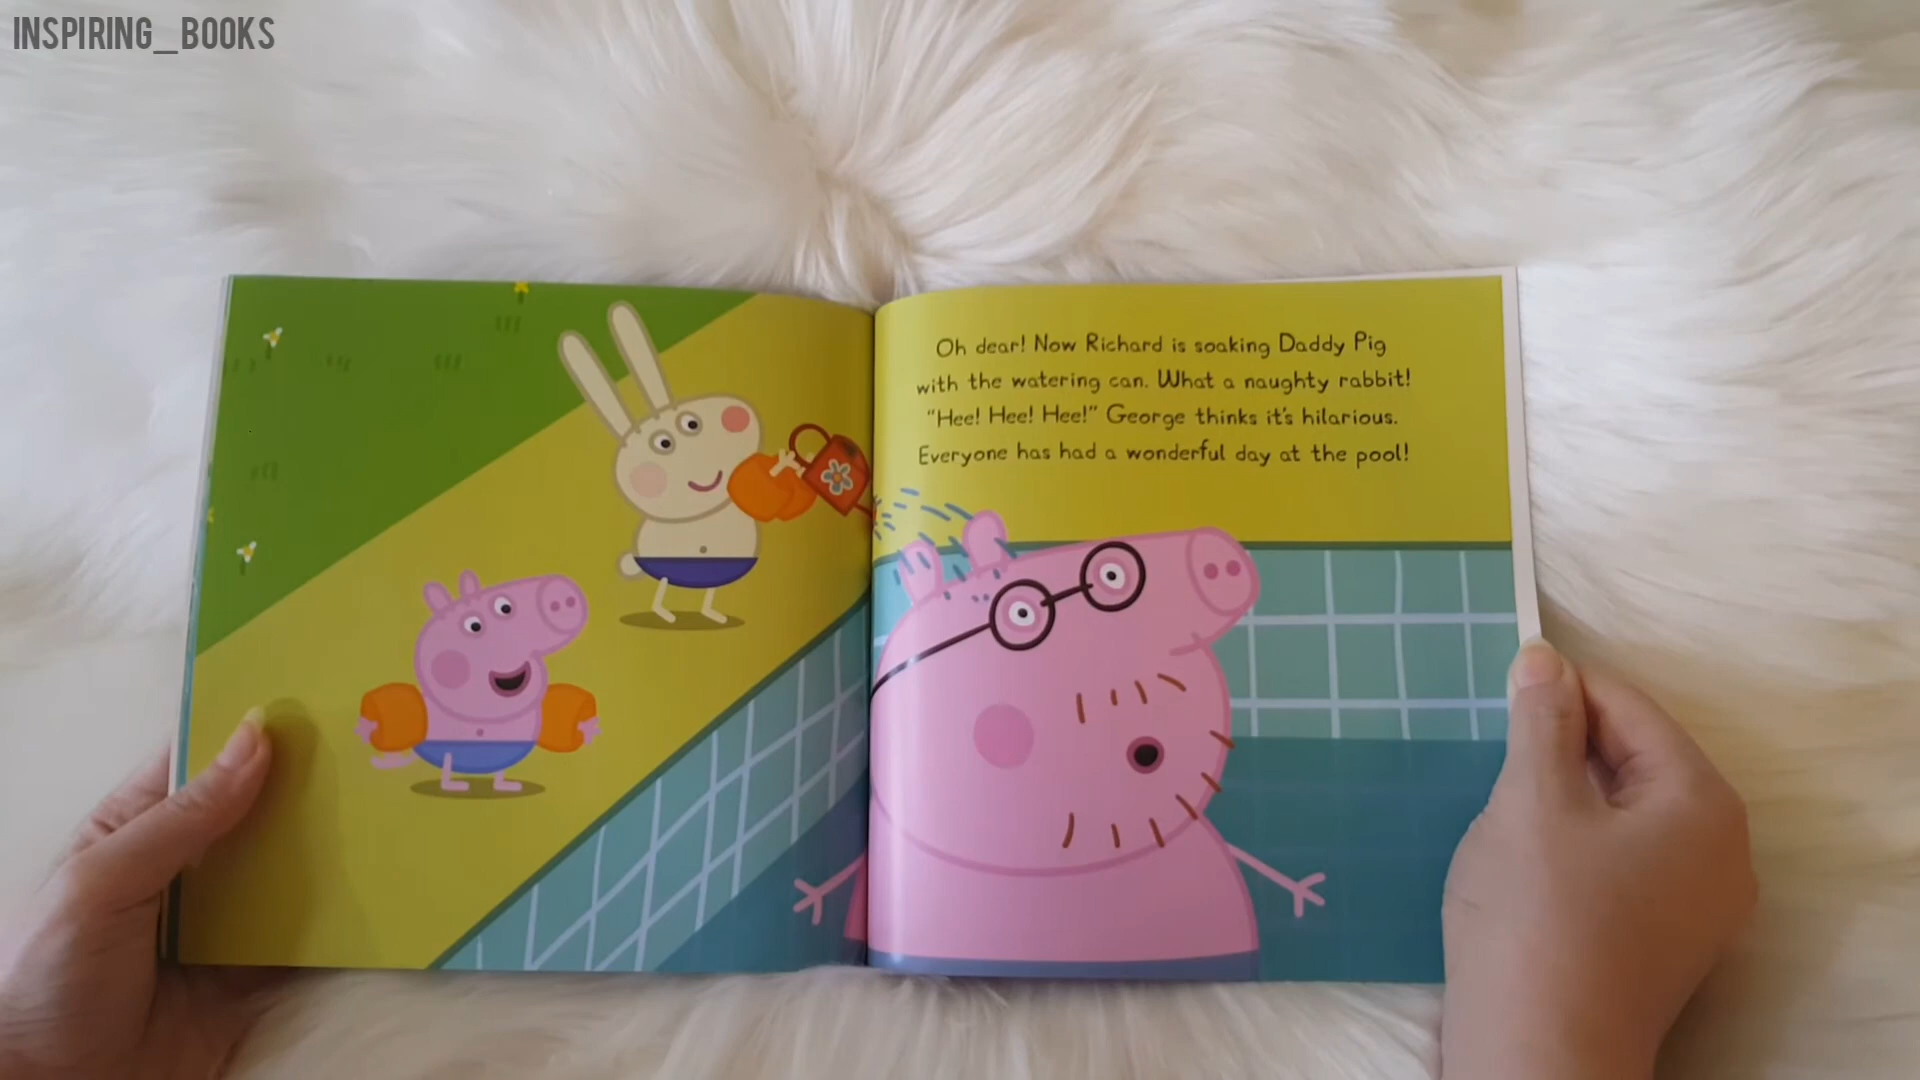 INSPIRING_BOOKS
Oh dear! Now Richard is soaking Daddy Pig
with the watering can. What a naughty rabbit!
"Hee! Hee! Hee!" George thinks it's hilarious.
Everyone has had a wonderful day at the pool!